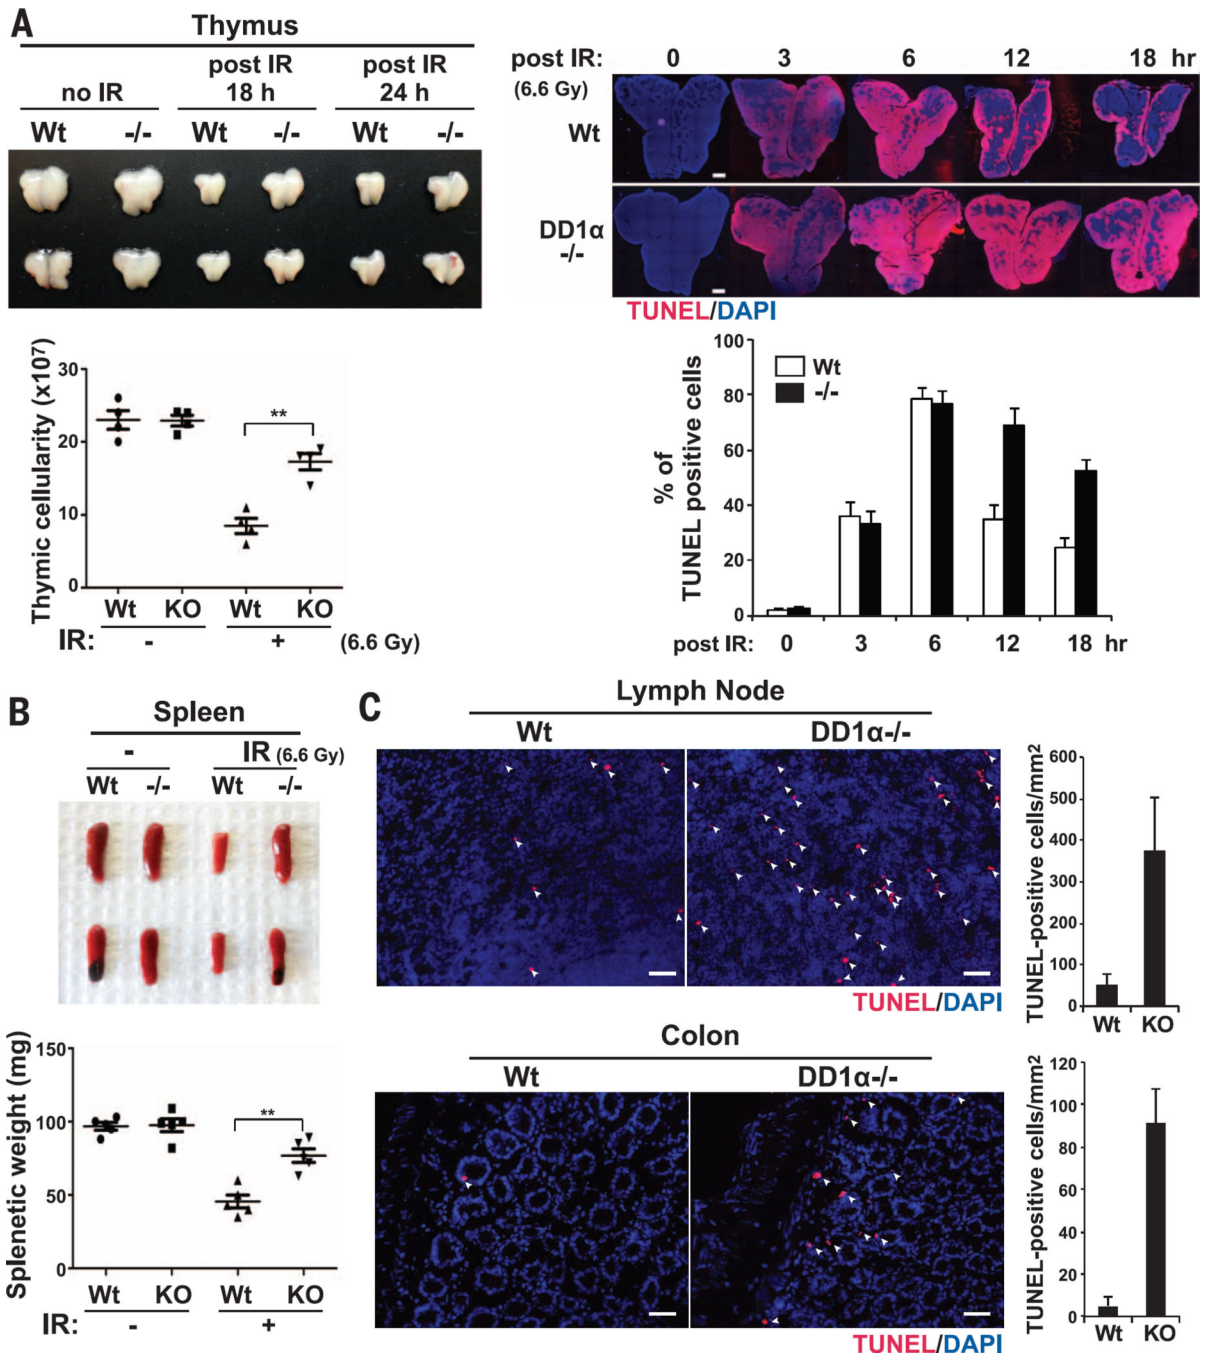 A
Thymus
no IR
post IR
18 h
post IR
24 h
Wt -/- Wt -/- Wt -/-
post IR: 0 3 6 12 18 hr
(6.6 Gy)
Wt
DD1α
-/-
TUNEL/DAPI
Thymic cellularity (x10⁷)
30
20
10
0
**
Wt KO Wt KO
IR: - + (6.6 Gy)
% of
TUNEL positive cells
100
80
60
40
20
0
Wt
-/-
post IR: 0 3 6 12 18 hr
B
Spleen
- IR (6.6 Gy)
Wt -/- Wt -/-
Splenetic weight (mg)
150
100
50
0
**
Wt KO Wt KO
IR: - +
C
Lymph Node
Wt DD1α-/-
TUNEL/DAPI
TUNEL-positive cells/mm²
600
500
400
300
200
100
0
Wt KO
Colon
Wt DD1α-/-
TUNEL/DAPI
TUNEL-positive cells/mm²
120
100
80
60
40
20
0
Wt KO